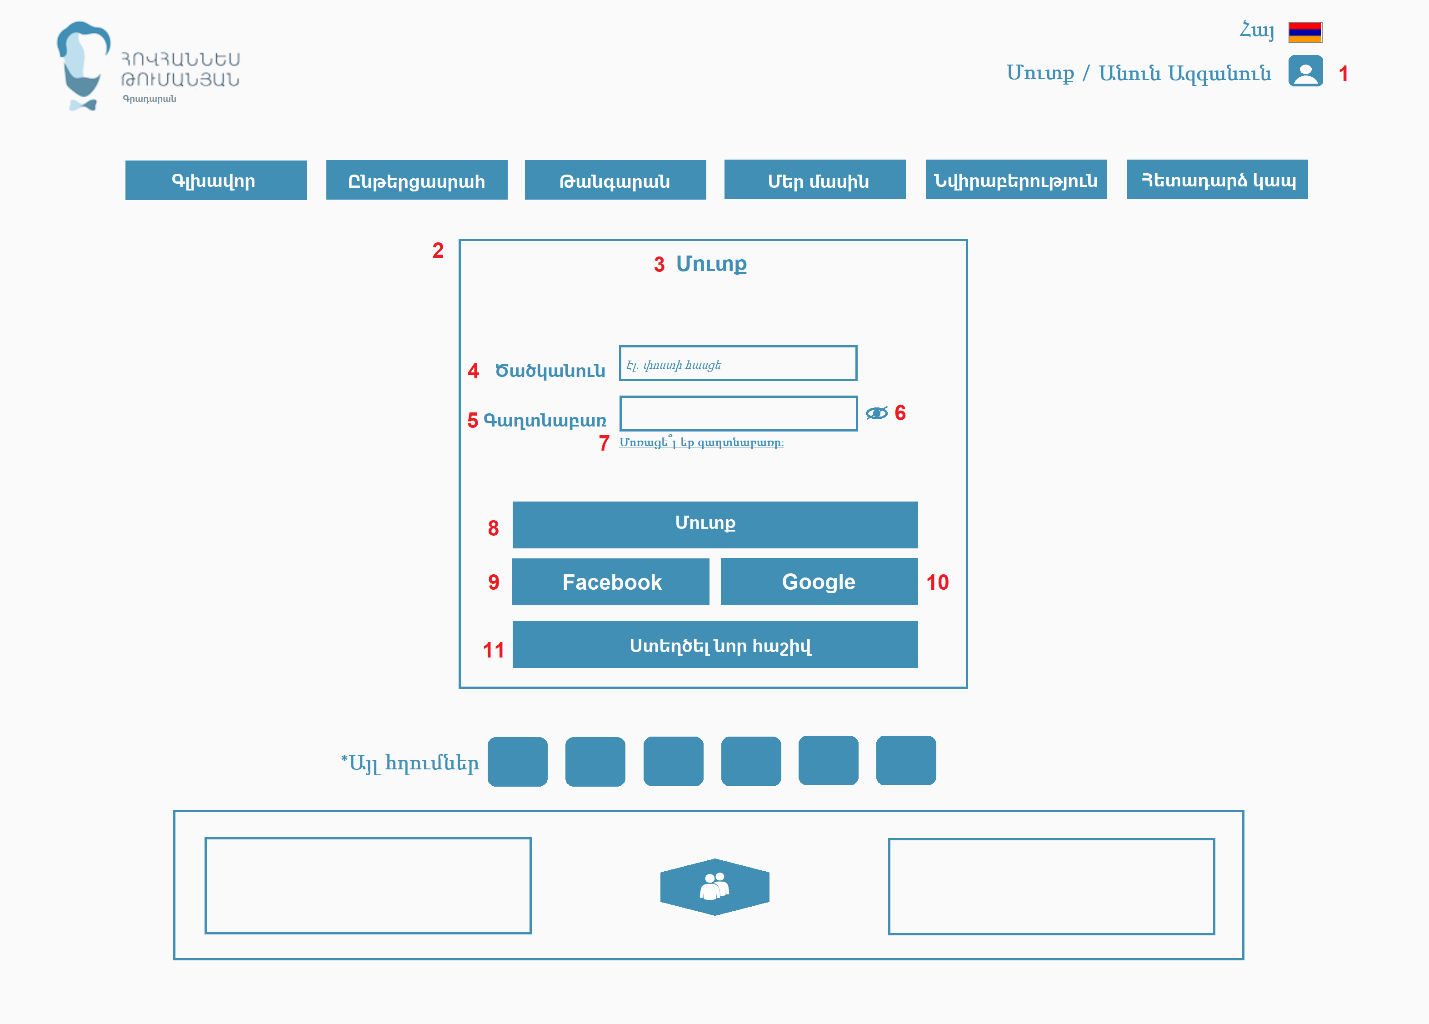 Հայ
ՀՈՎՀԱՆՆԵՍ
ԹՈՒՄԱՆՅԱՆ
Գրադարան
Մուտք / Անուն Ազգանուն 1
Գլխավոր Ընթերցասրահ Թանգարան Մեր մասին Նվիրաբերություն Հետադարձ կապ
2
3 Մուտք
4 Ծածկանուն Էլ. փոստի հասցե
5 Գաղտնաբառ 6
7 Մոռացե՞լ եք գաղտնաբառը:
8 Մուտք
9 Facebook Google 10
11 Ստեղծել նոր հաշիվ
*Այլ հղումներ